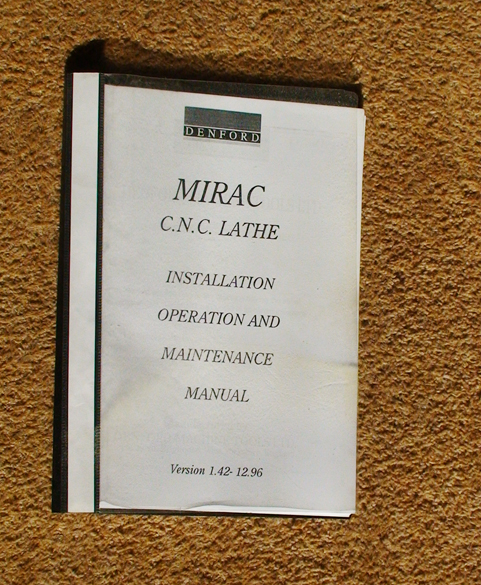 DENFORD
MIRAC
C.N.C. LATHE
INSTALLATION
OPERATION AND
MAINTENANCE
MANUAL
Version 1.42- 12.96